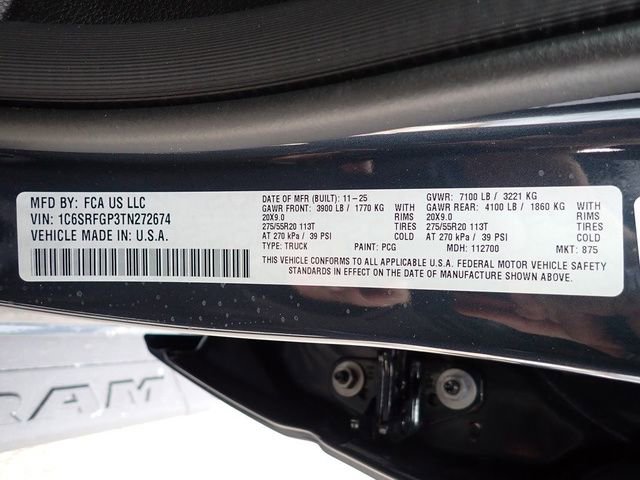 MFD BY: FCA US LLC
VIN: 1C6SRFGP3TN272674
VEHICLE MADE IN: U.S.A.
DATE OF MFR (BUILT): 11-25 GVWR: 7100 LB / 3221 KG
GAWR FRONT: 3900 LB / 1770 KG WITH GAWR REAR: 4100 LB / 1860 KG WITH
20X9.0 RIMS 20X9.0 RIMS
275/55R20 113T TIRES 275/55R20 113T TIRES
AT 270 kPa / 39 PSI COLD AT 270 kPa / 39 PSI COLD
TYPE: TRUCK PAINT: PCG MDH: 112700 MKT: 875
THIS VEHICLE CONFORMS TO ALL APPLICABLE U.S.A. FEDERAL MOTOR VEHICLE SAFETY
STANDARDS IN EFFECT ON THE DATE OF MANUFACTURE SHOWN ABOVE.
RAM